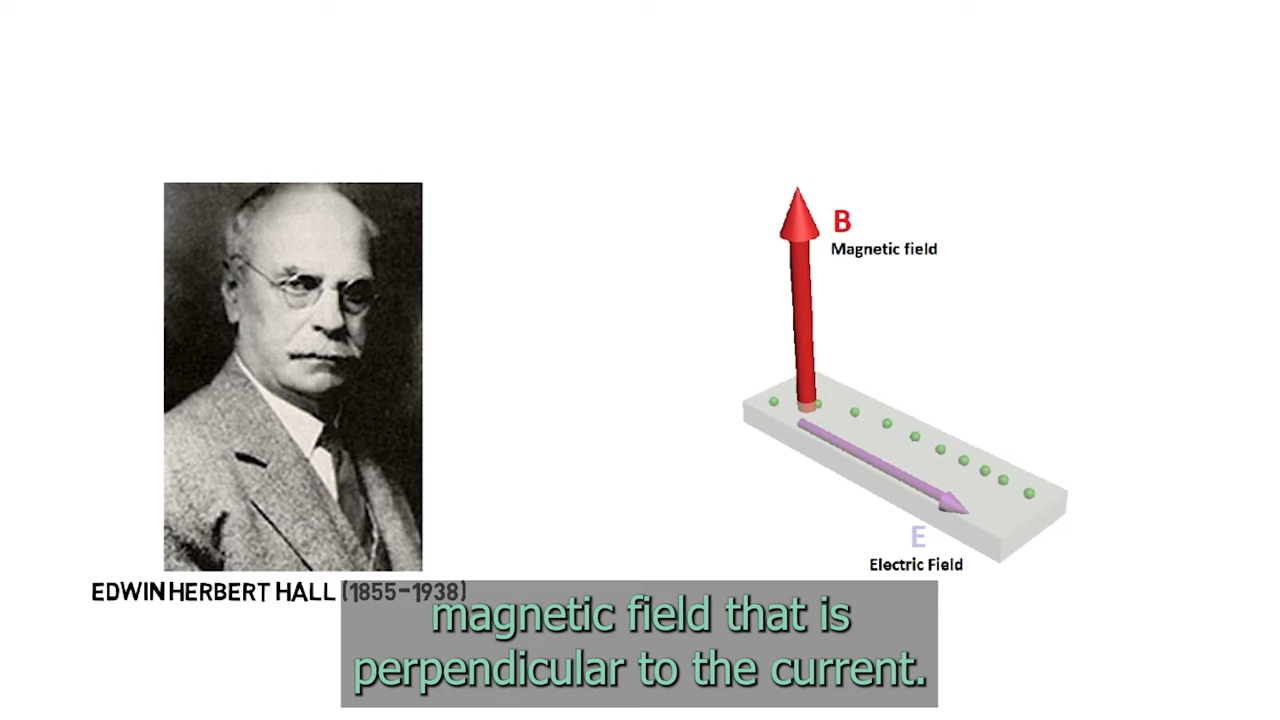 B
Magnetic field
E
Electric Field
EDWIN HERBERT HALL (1855-1938)
magnetic field that is
perpendicular to the current.